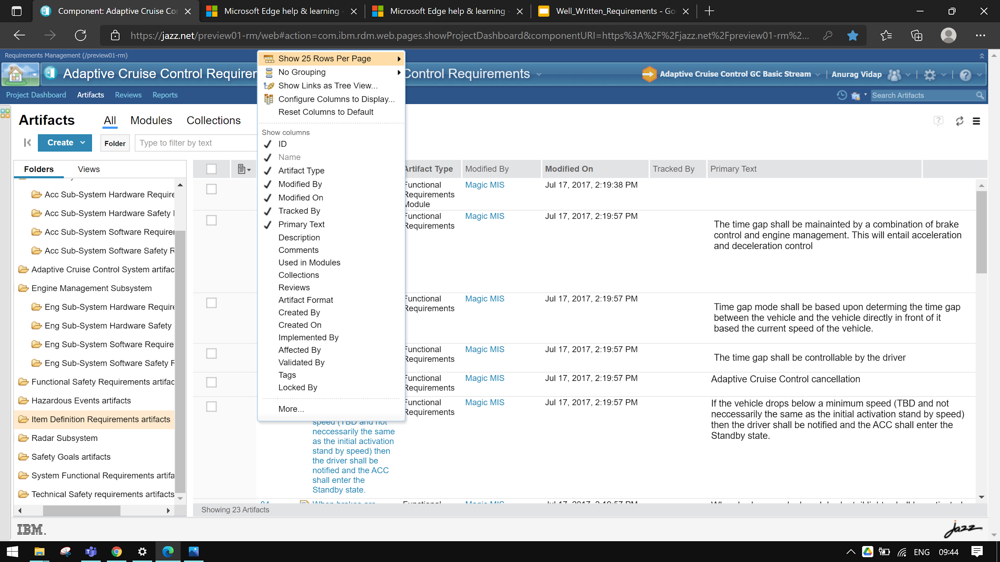 Component: Adaptive Cruise Cor
Microsoft Edge help & learning -
Microsoft Edge help & learning -
Well_Written_Requirements - Go
https://jazz.net/preview01-rm/web#action=com.ibm.rdm.web.pages.showProjectDashboard&componentURI=https%3A%2F%2Fjazz.net%2Fpreview01-rm%2...
Requirements Management (/preview01-rm)
Adaptive Cruise Control Requirer
Control Requirements
Adaptive Cruise Control GC Basic Stream
Anurag Vidap
Project Dashboard
Artifacts
Reviews
Reports
Search Artifacts
Artifacts
All
Modules
Collections
Create
Folder
Type to filter by text
Folders
Views
Acc Sub-System Hardware Require
Acc Sub-System Hardware Safety
Acc Sub-System Software Requirer
Acc Sub-System Software Safety R
Adaptive Cruise Control System artifac
Engine Management Subsystem
Eng Sub-System Hardware Require
Eng Sub-System Hardware Safety
Eng Sub-System Software Require
Eng Sub-System Software Safety R
Functional Safety Requirements artifac
Hazardous Events artifacts
Item Definition Requirements artifacts
Radar Subsystem
Safety Goals artifacts
System Functional Requirements artifa
Technical Safety requirements artifacts
Show 25 Rows Per Page
No Grouping
Show Links as Tree View...
Configure Columns to Display...
Reset Columns to Default
Show columns
ID
Name
Artifact Type
Modified By
Modified On
Tracked By
Primary Text
Description
Comments
Used in Modules
Collections
Reviews
Artifact Format
Created By
Created On
Implemented By
Affected By
Validated By
Tags
Locked By
More...
Artifact Type
Modified By
Modified On
Tracked By
Primary Text
Functional
Requirements
Module
Magic MIS
Jul 17, 2017, 2:19:38 PM
Functional
Requirements
Magic MIS
Jul 17, 2017, 2:19:57 PM
The time gap shall be mainainted by a combination of brake
control and engine management. This will entail acceleration
and deceleration control
Functional
Requirements
Magic MIS
Jul 17, 2017, 2:19:57 PM
Time gap mode shall be based upon determing the time gap
between the vehicle and the vehicle directly in front of it
based the current speed of the vehicle.
Functional
Requirements
Magic MIS
Jul 17, 2017, 2:19:57 PM
The time gap shall be controllable by the driver
Functional
Requirements
Magic MIS
Jul 17, 2017, 2:19:57 PM
Adaptive Cruise Control cancellation
speed (TBD and not
neccessarily the same
as the initial activation
stand by speed) then
the driver shall be
notified and the ACC
shall enter the
Standby state.
Functional
Requirements
Magic MIS
Jul 17, 2017, 2:19:57 PM
If the vehicle drops below a minimum speed (TBD and not
neccessarily the same as the initial activation stand by speed)
then the driver shall be notified and the ACC shall enter the
Standby state.
84
When brakes are
Functional
Magic MIS
Jul 17, 2017, 2:19:57 PM
Showing 23 Artifacts
IBM.
jazz
ENG
09:44